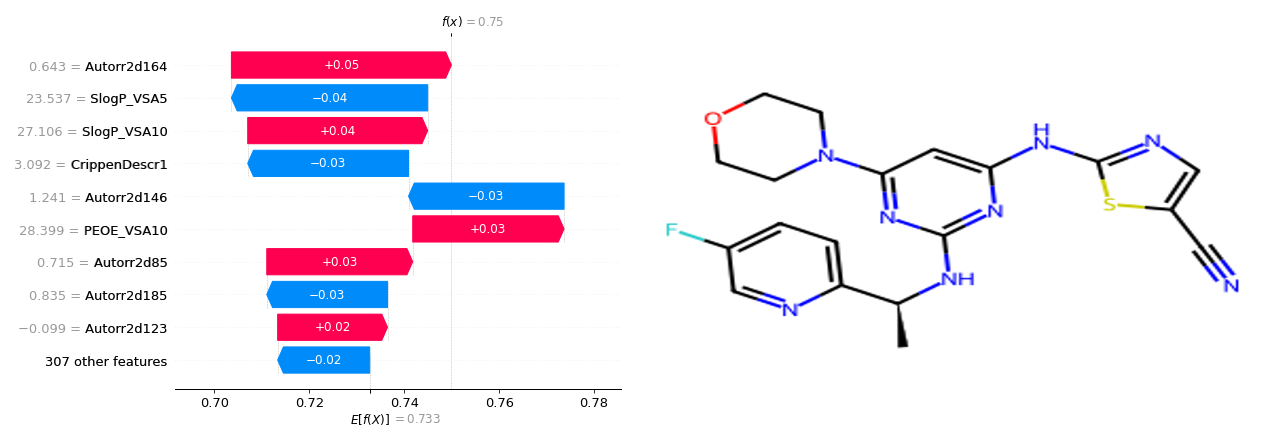 f(x) = 0.75
0.643 = Autorr2d164
+0.05
23.537 = SlogP_VSA5
−0.04
27.106 = SlogP_VSA10
+0.04
3.092 = CrippenDescr1
−0.03
1.241 = Autorr2d146
−0.03
28.399 = PEOE_VSA10
+0.03
0.715 = Autorr2d85
+0.03
0.835 = Autorr2d185
−0.03
−0.099 = Autorr2d123
+0.02
307 other features
−0.02
0.70 0.72 0.74 0.76 0.78
E[f(X)] = 0.733
O
N
H
N
N
S
N
N
N
F
N
NH